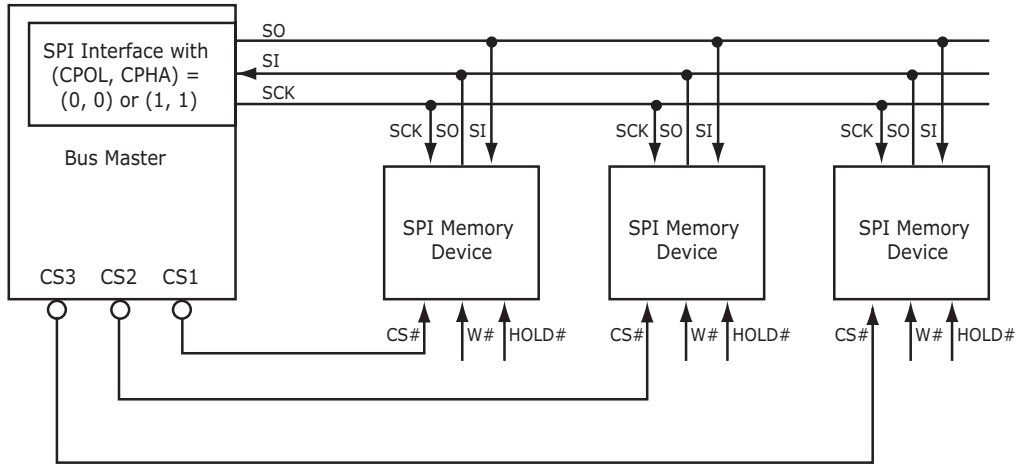 SO
SPI Interface with
(CPOL, CPHA) =
(0, 0) or (1, 1)
SI
SCK
SCK SO SI
SCK SO SI
SCK SO SI
Bus Master
SPI Memory
Device
SPI Memory
Device
SPI Memory
Device
CS3 CS2 CS1
CS# W# HOLD#
CS# W# HOLD#
CS# W# HOLD#